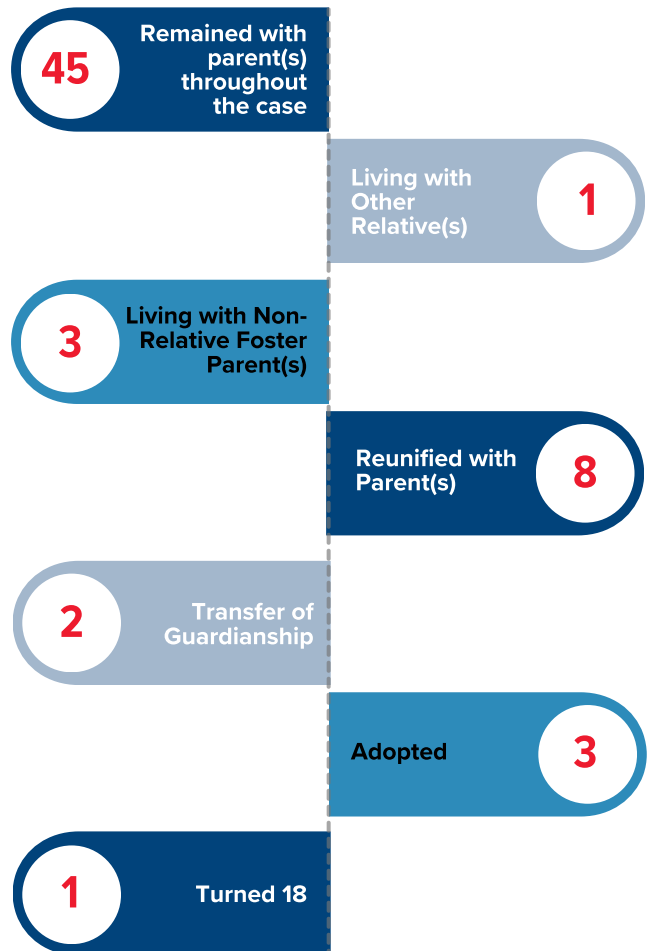 45
Remained with
parent(s)
throughout
the case
Living with
Other
Relative(s)
1
3
Living with Non-
Relative Foster
Parent(s)
Reunified with
Parent(s)
8
2
Transfer of
Guardianship
Adopted
3
1
Turned 18